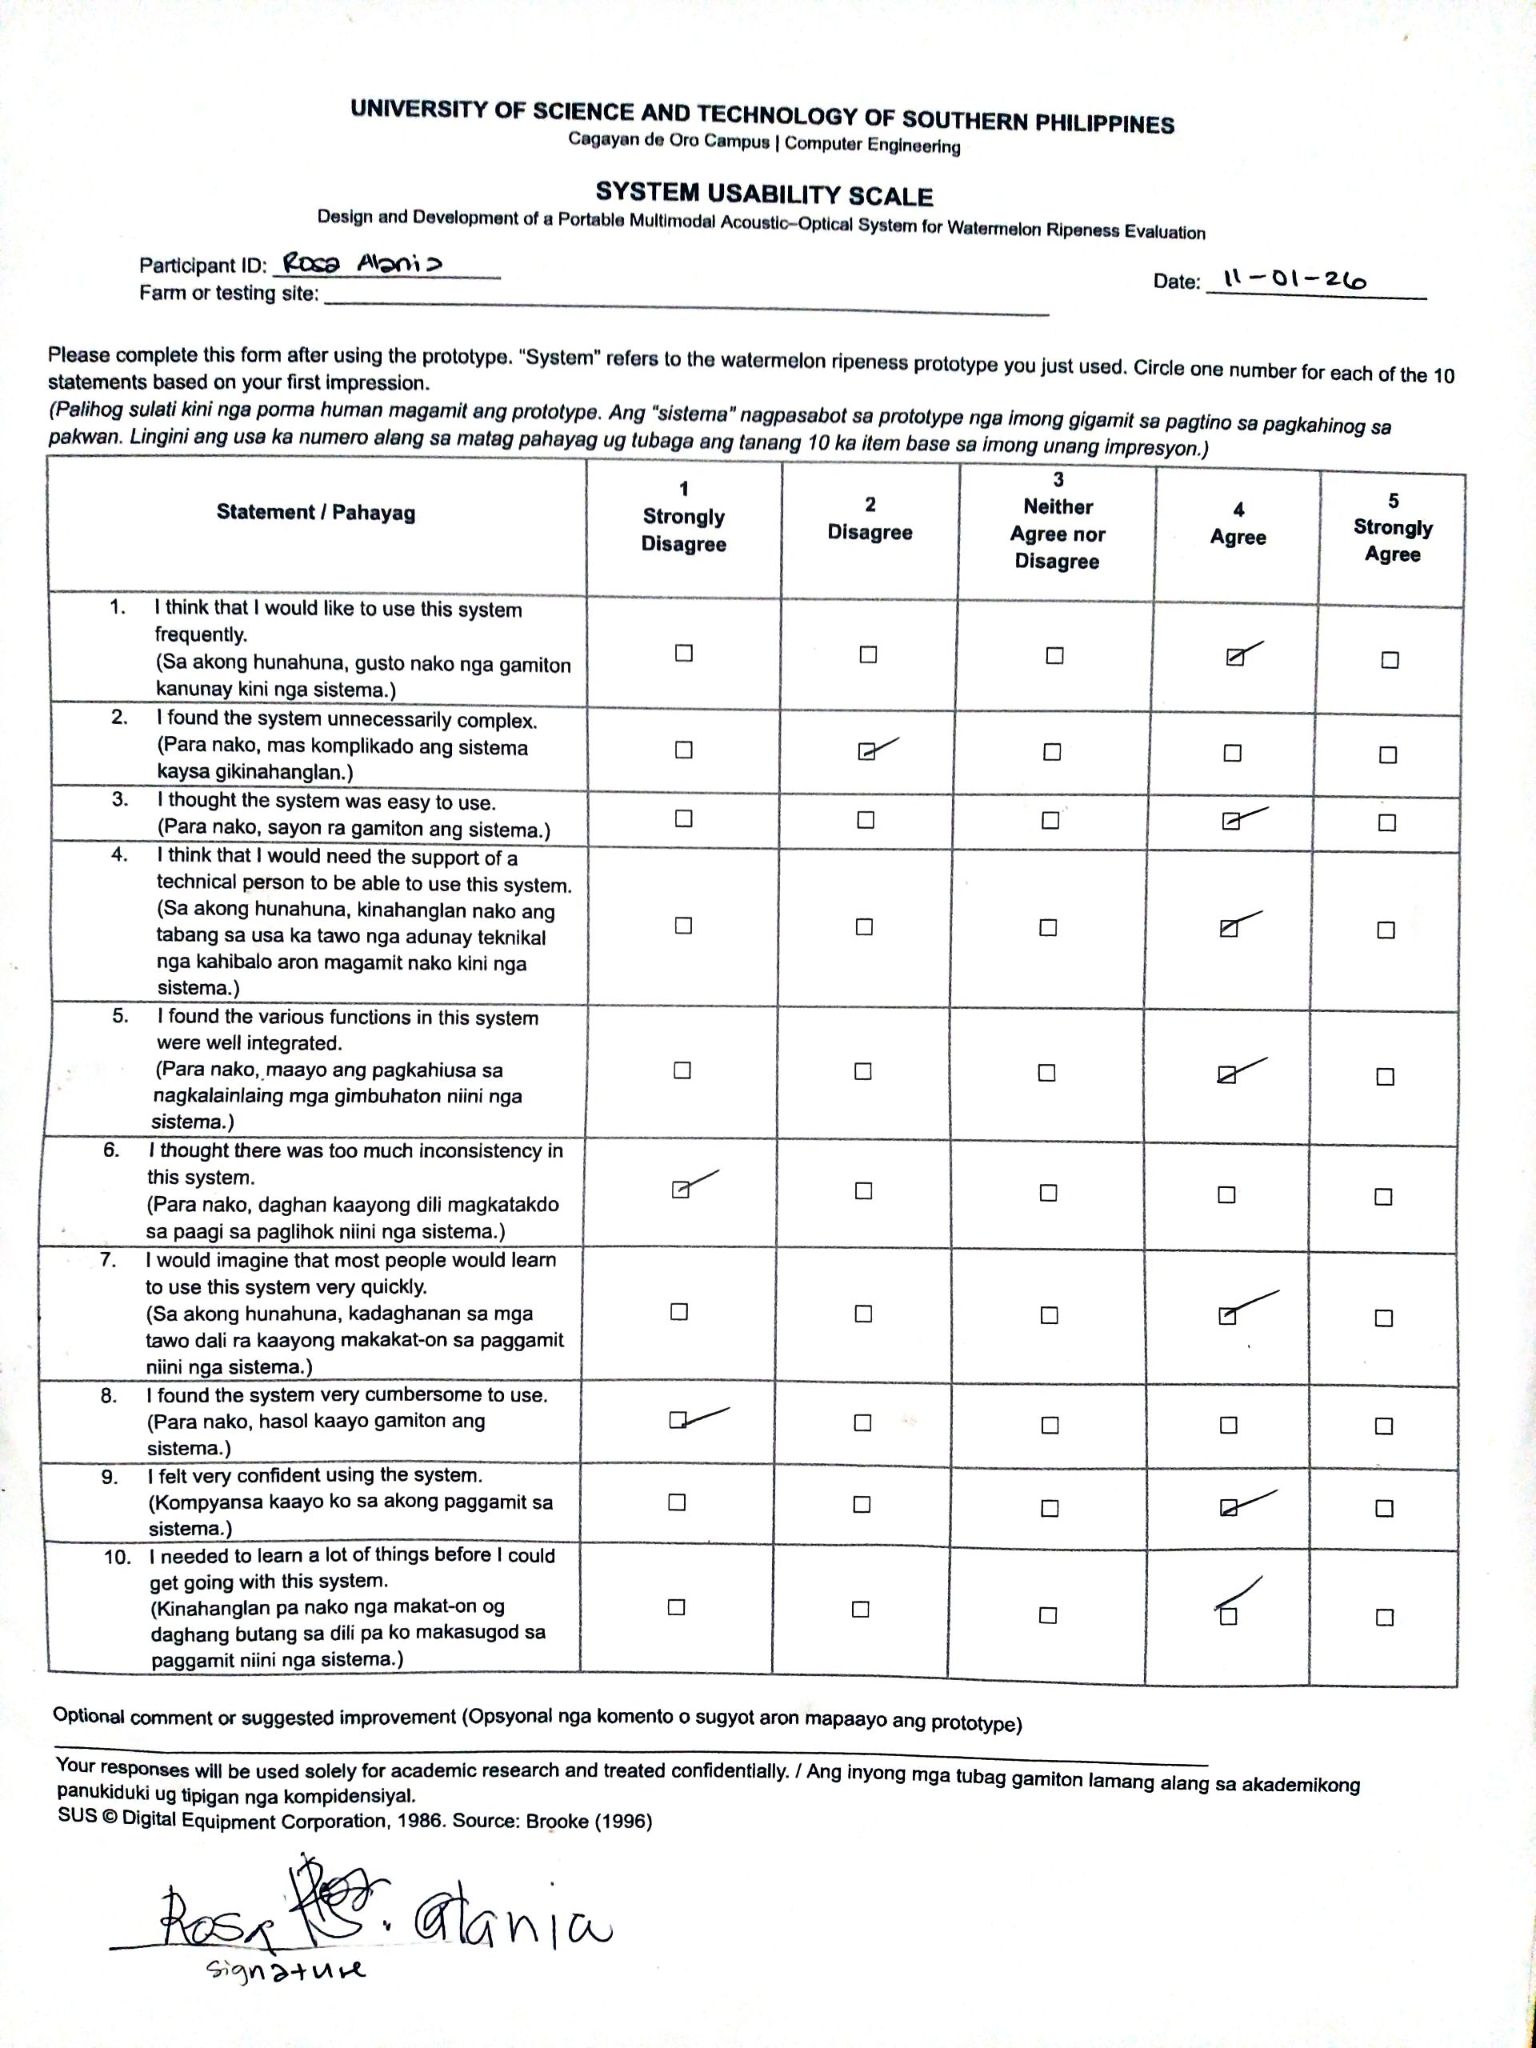 UNIVERSITY OF SCIENCE AND TECHNOLOGY OF SOUTHERN PHILIPPINES
Cagayan de Oro Campus | Computer Engineering
SYSTEM USABILITY SCALE
Design and Development of a Portable Multimodal Acoustic–Optical System for Watermelon Ripeness Evaluation
Participant ID: Rosa Alania
Date: 11-01-26
Farm or testing site:
Please complete this form after using the prototype. "System" refers to the watermelon ripeness prototype you just used. Circle one number for each of the 10
statements based on your first impression.
(Palihog sulati kini nga porma human magamit ang prototype. Ang "sistema" nagpasabot sa prototype nga imong gigamit sa pagtino sa pagkahinog sa
pakwan. Lingini ang usa ka numero alang sa matag pahayag ug tubaga ang tanang 10 ka item base sa imong unang impresyon.)
Statement / Pahayag
1
Strongly
Disagree
2
Disagree
3
Neither
Agree nor
Disagree
4
Agree
5
Strongly
Agree
1. I think that I would like to use this system
frequently.
(Sa akong hunahuna, gusto nako nga gamiton
kanunay kini nga sistema.)
2. I found the system unnecessarily complex.
(Para nako, mas komplikado ang sistema
kaysa gikinahanglan.)
3. I thought the system was easy to use.
(Para nako, sayon ra gamiton ang sistema.)
4. I think that I would need the support of a
technical person to be able to use this system.
(Sa akong hunahuna, kinahanglan nako ang
tabang sa usa ka tawo nga adunay teknikal
nga kahibalo aron magamit nako kini nga
sistema.)
5. I found the various functions in this system
were well integrated.
(Para nako, maayo ang pagkahiusa sa
nagkalainlaing mga gimbuhaton niini nga
sistema.)
6. I thought there was too much inconsistency in
this system.
(Para nako, daghan kaayong dili magkatakdo
sa paagi sa paglihok niini nga sistema.)
7. I would imagine that most people would learn
to use this system very quickly.
(Sa akong hunahuna, kadaghanan sa mga
tawo dali ra kaayong makakat-on sa paggamit
niini nga sistema.)
8. I found the system very cumbersome to use.
(Para nako, hasol kaayo gamiton ang
sistema.)
9. I felt very confident using the system.
(Kompyansa kaayo ko sa akong paggamit sa
sistema.)
10. I needed to learn a lot of things before I could
get going with this system.
(Kinahanglan pa nako nga makat-on og
daghang butang sa dili pa ko makasugod sa
paggamit niini nga sistema.)
Optional comment or suggested improvement (Opsyonal nga komento o sugyot aron mapaayo ang prototype)
Your responses will be used solely for academic research and treated confidentially. / Ang inyong mga tubag gamiton lamang alang sa akademikong
panukiduki ug tipigan nga kompidensiyal.
SUS © Digital Equipment Corporation, 1986. Source: Brooke (1996)
Rosa S. Alania
Signature